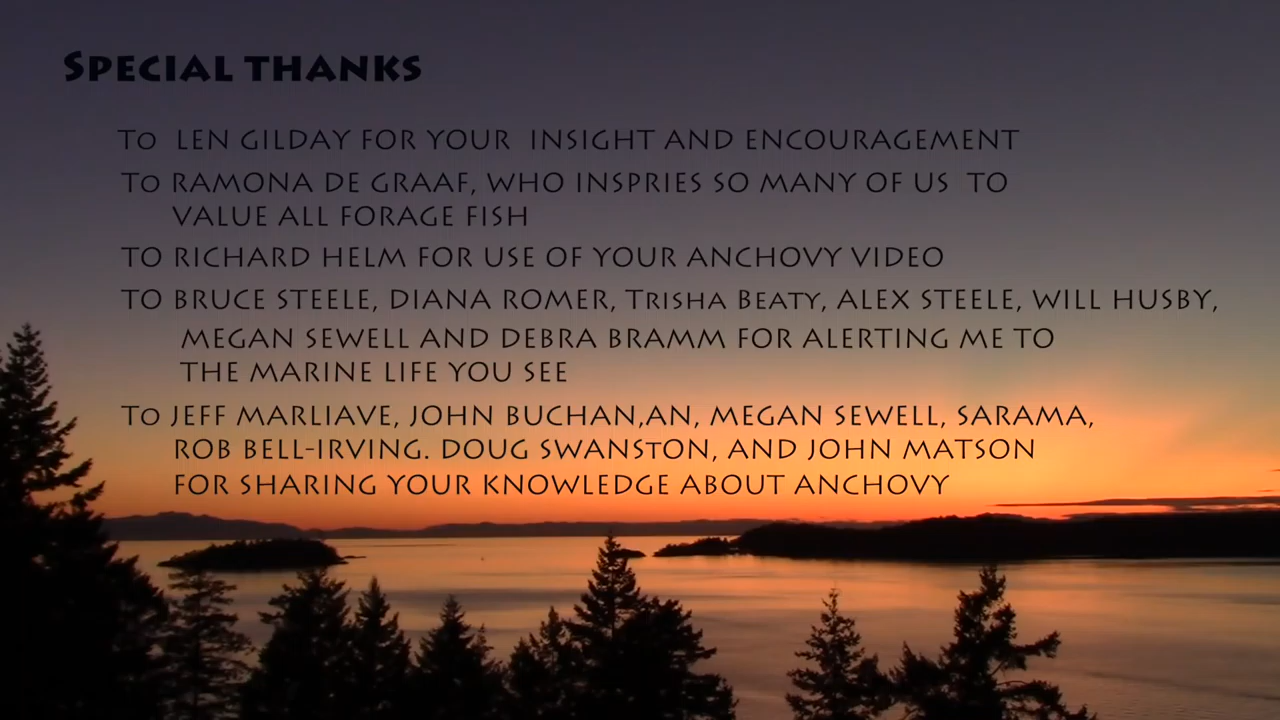 SPECIAL THANKS
TO LEN GILDAY FOR YOUR INSIGHT AND ENCOURAGEMENT
TO RAMONA DE GRAAF, WHO INSPRIES SO MANY OF US TO
VALUE ALL FORAGE FISH
TO RICHARD HELM FOR USE OF YOUR ANCHOVY VIDEO
TO BRUCE STEELE, DIANA ROMER, TRISHA BEATY, ALEX STEELE, WILL HUSBY,
MEGAN SEWELL AND DEBRA BRAMM FOR ALERTING ME TO
THE MARINE LIFE YOU SEE
TO JEFF MARLIAVE, JOHN BUCHAN,AN, MEGAN SEWELL, SARAMA,
ROB BELL-IRVING. DOUG SWANSTON, AND JOHN MATSON
FOR SHARING YOUR KNOWLEDGE ABOUT ANCHOVY